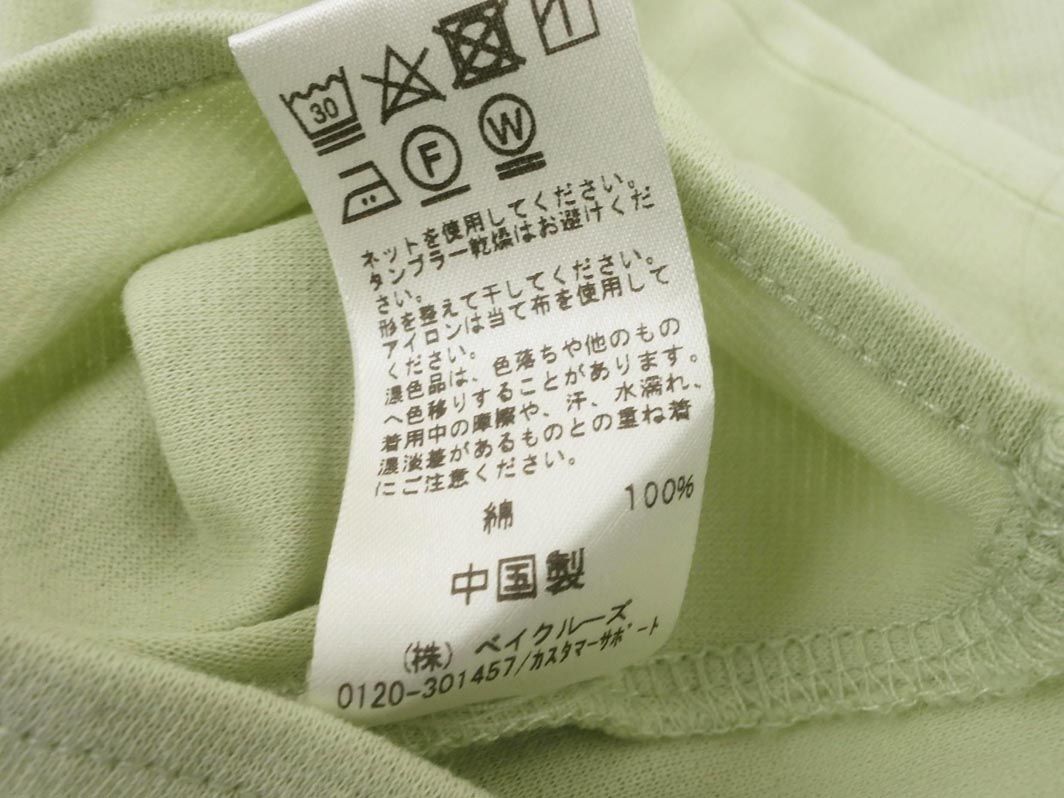 30
F
W
ネットを使用してください。
タンブラー乾燥はお避けくだ
さい。
形を整えて干してください。
アイロンは当て布を使用して
ください。
濃色品は、色落ちや他のもの
へ色移りすることがあります。
着用中の摩擦や、汗、水濡れ、
濃淡差があるものとの重ね着
にご注意ください。
綿 100%
中国製
(株) ベイクルーズ
0120-301457/カスタマーサポート